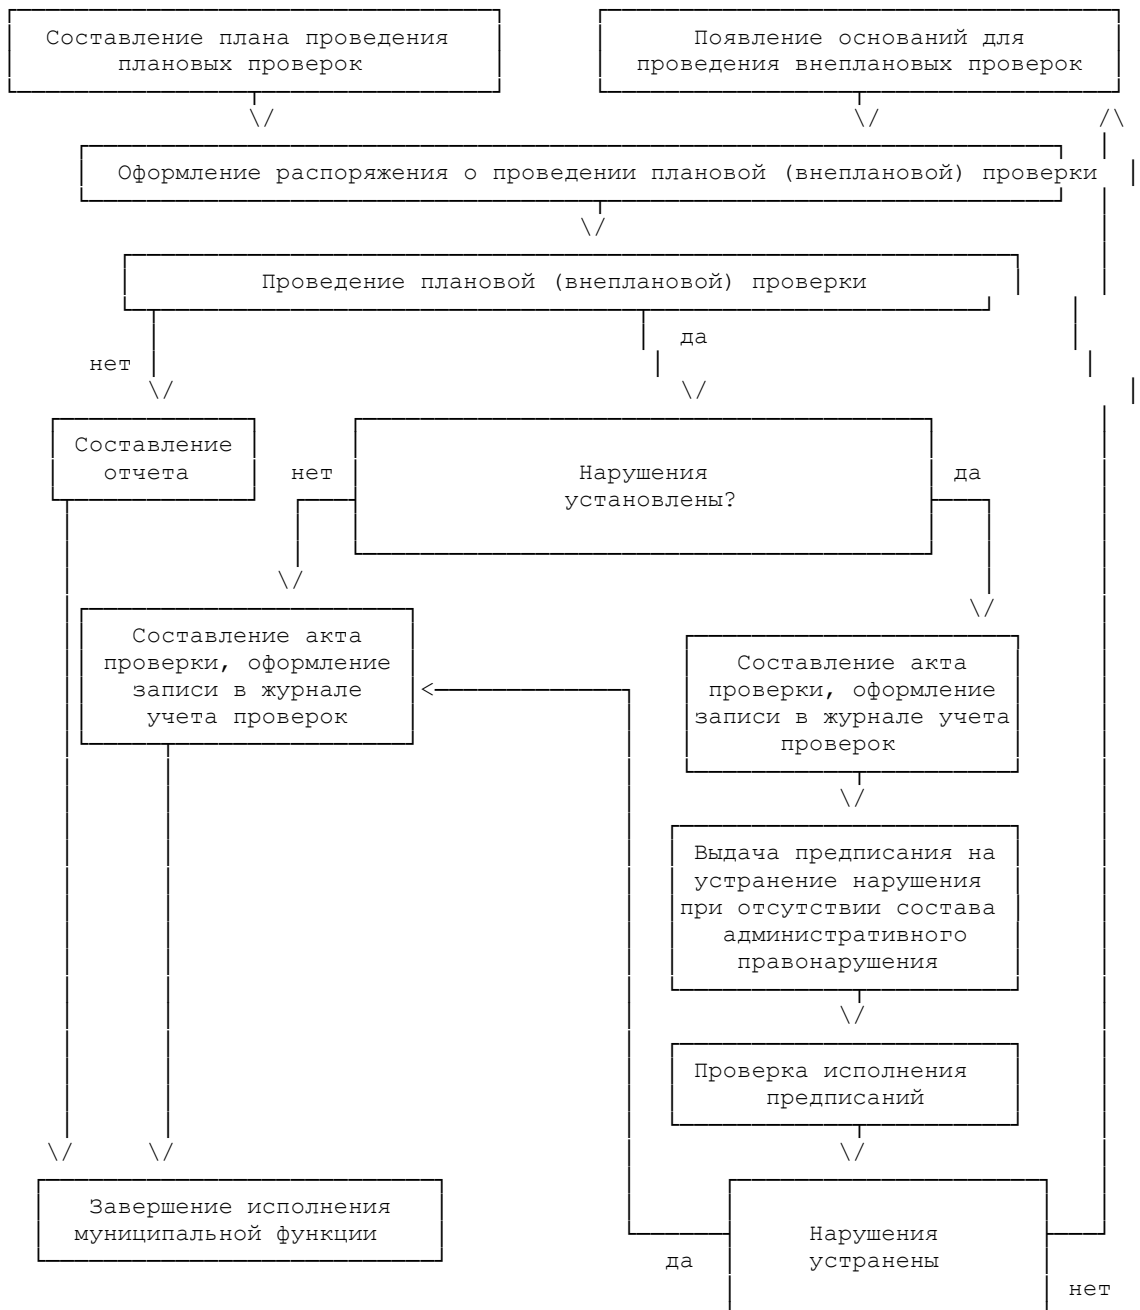 Составление плана проведения
плановых проверок
Появление оснований для
проведения внеплановых проверок
Оформление распоряжения о проведении плановой (внеплановой) проверки
Проведение плановой (внеплановой) проверки
да
нет
Составление
отчета
нет
Нарушения
установлены?
да
Составление акта
проверки, оформление
записи в журнале
учета проверок
Составление акта
проверки, оформление
записи в журнале учета
проверок
Выдача предписания на
устранение нарушения
при отсутствии состава
административного
правонарушения
Проверка исполнения
предписаний
Завершение исполнения
муниципальной функции
Нарушения
устранены
да
нет